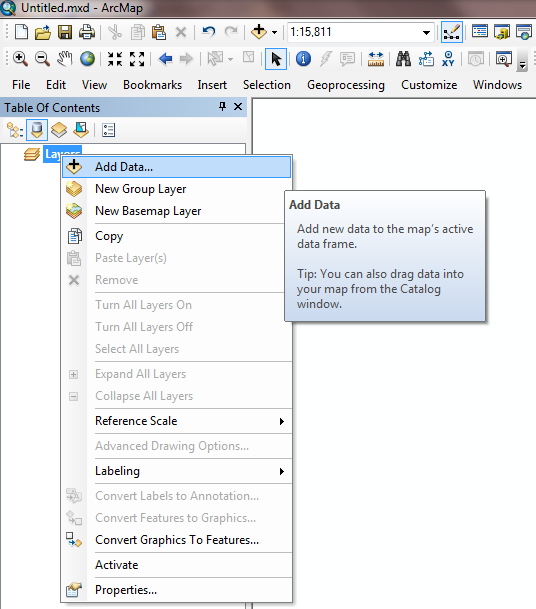 Untitled.mxd - ArcMap
1:15,811
File Edit View Bookmarks Insert Selection Geoprocessing Customize Windows
Table Of Contents
Layers
Add Data...
New Group Layer
New Basemap Layer
Copy
Paste Layer(s)
Remove
Turn All Layers On
Turn All Layers Off
Select All Layers
Expand All Layers
Collapse All Layers
Reference Scale
Advanced Drawing Options...
Labeling
Convert Labels to Annotation...
Convert Features to Graphics...
Convert Graphics To Features...
Activate
Properties...
Add Data
Add new data to the map's active
data frame.
Tip: You can also drag data into
your map from the Catalog
window.